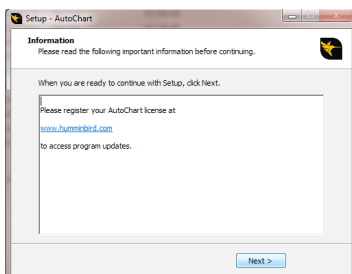 Setup - AutoChart
Information
Please read the following important information before continuing.
When you are ready to continue with Setup, click Next.
Please register your AutoChart license at
www.humminbird.com
to access program updates.
Next >